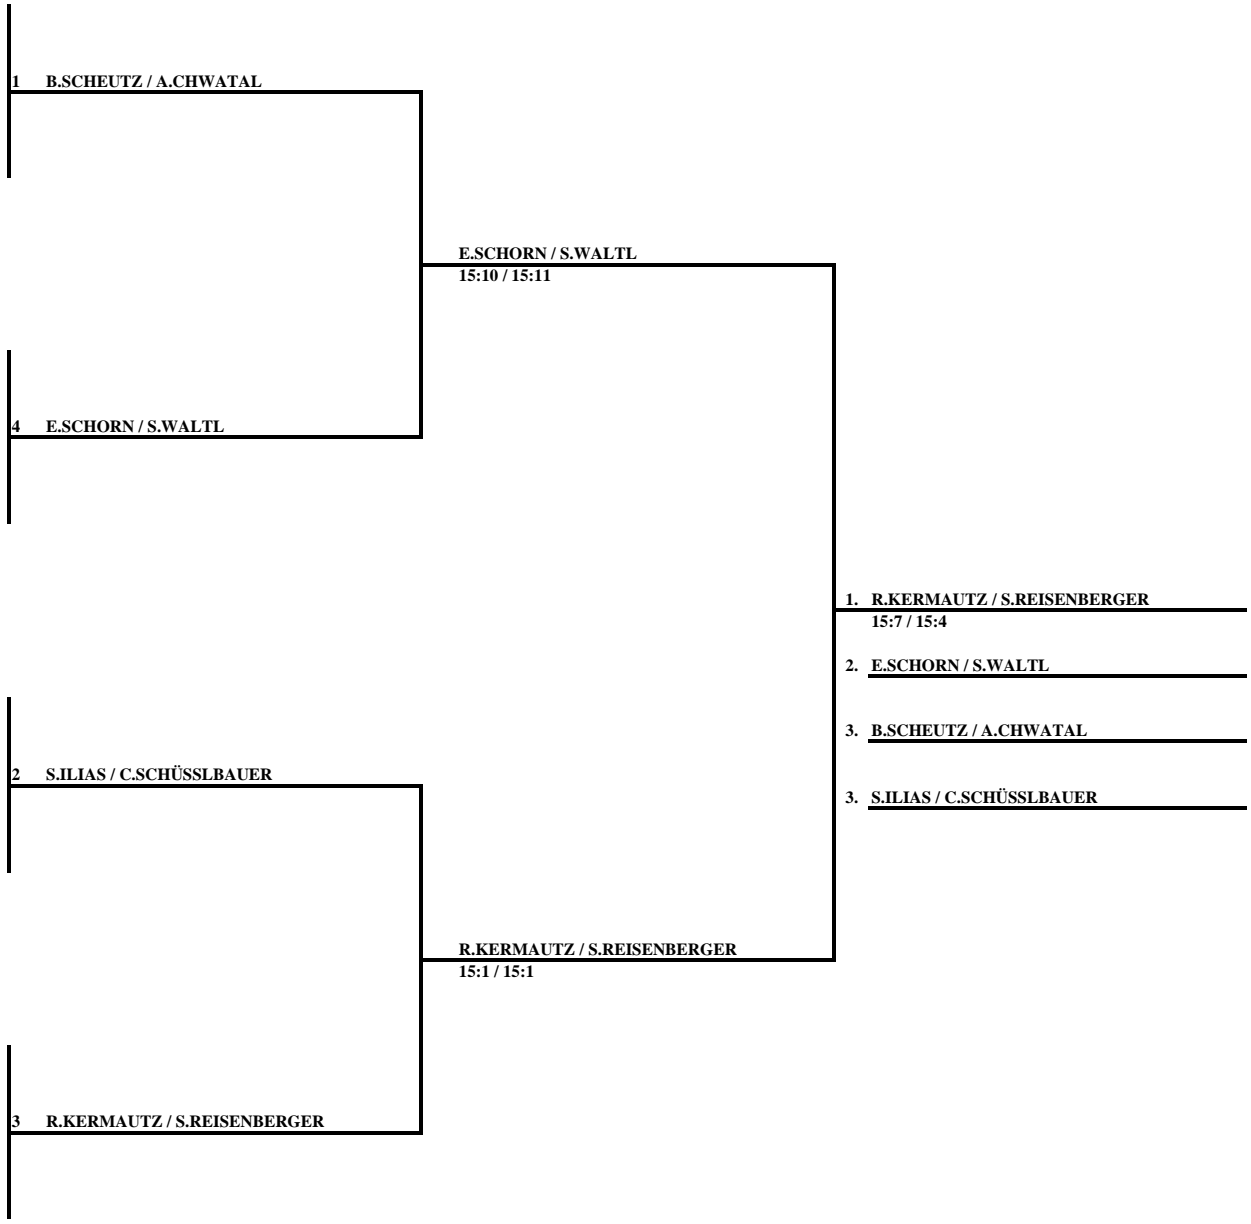 1 B.SCHEUTZ / A.CHWATAL
E.SCHORN / S.WALTL
15:10 / 15:11
4 E.SCHORN / S.WALTL
1. R.KERMAUTZ / S.REISENBERGER
15:7 / 15:4
2. E.SCHORN / S.WALTL
3. B.SCHEUTZ / A.CHWATAL
2 S.ILIAS / C.SCHÜSSLBAUER
3. S.ILIAS / C.SCHÜSSLBAUER
R.KERMAUTZ / S.REISENBERGER
15:1 / 15:1
3 R.KERMAUTZ / S.REISENBERGER